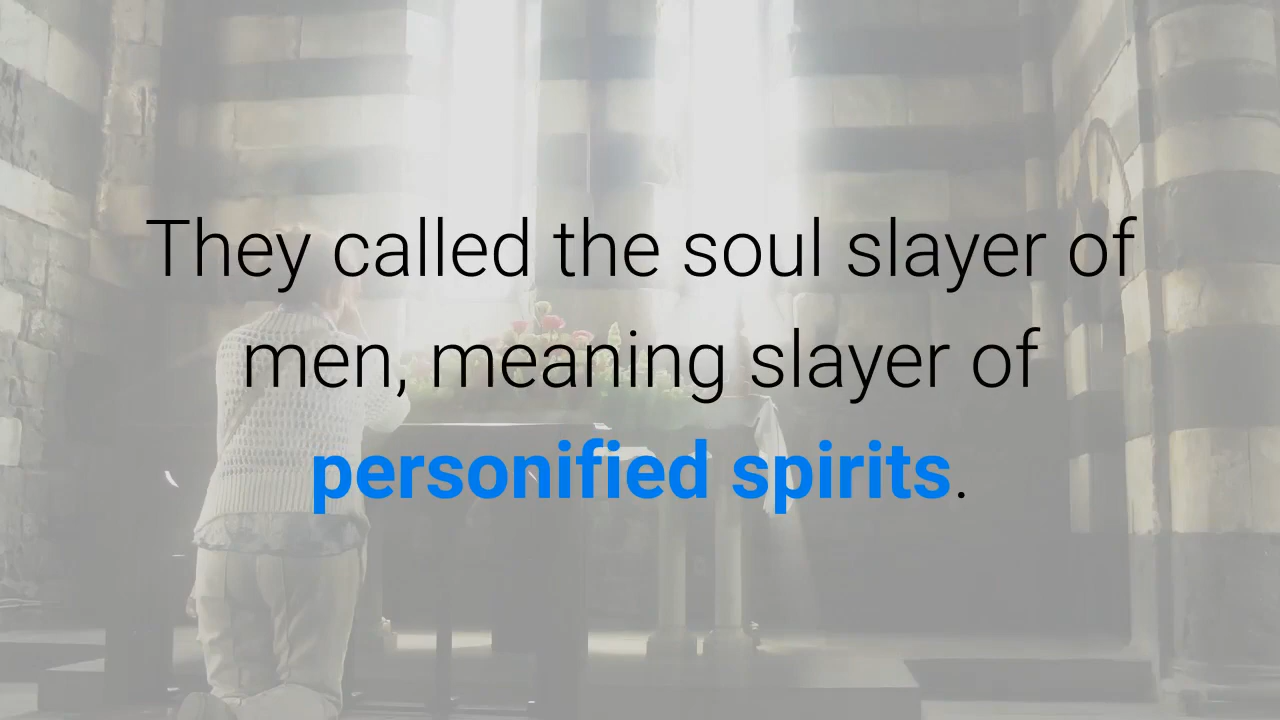 They called the soul slayer of
men, meaning slayer of
personified spirits.